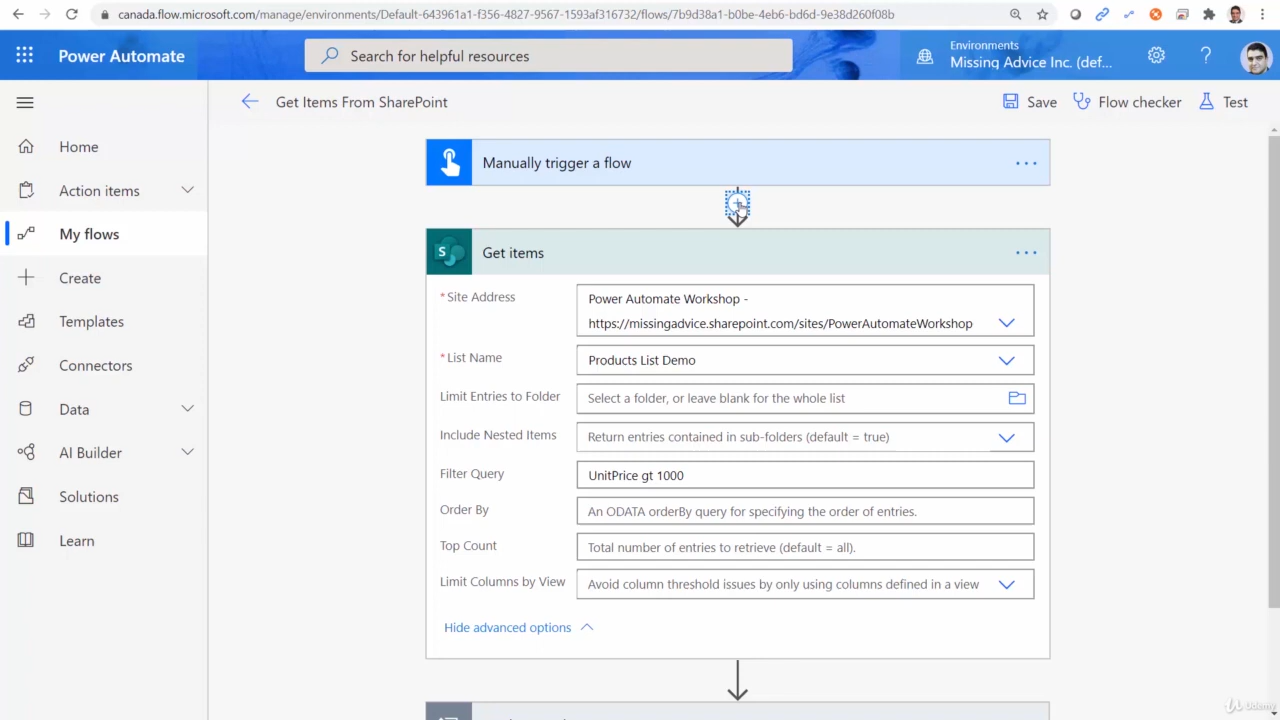 canada.flow.microsoft.com/manage/environments/Default-643961a1-f356-4827-9567-1593af316732/flows/7b9d38a1-b0be-4eb6-bd6d-9e38d260f08b
Power Automate
Search for helpful resources
Environments
Missing Advice Inc. (def...
?
Get Items From SharePoint
Save
Flow checker
Test
Home
Action items
My flows
Create
Templates
Connectors
Data
AI Builder
Solutions
Learn
Manually trigger a flow
S
Get items
* Site Address
Power Automate Workshop -
https://missingadvice.sharepoint.com/sites/PowerAutomateWorkshop
* List Name
Products List Demo
Limit Entries to Folder
Select a folder, or leave blank for the whole list
Include Nested Items
Return entries contained in sub-folders (default = true)
Filter Query
UnitPrice gt 1000
Order By
An ODATA orderBy query for specifying the order of entries.
Top Count
Total number of entries to retrieve (default = all).
Limit Columns by View
Avoid column threshold issues by only using columns defined in a view
Hide advanced options
Udemy